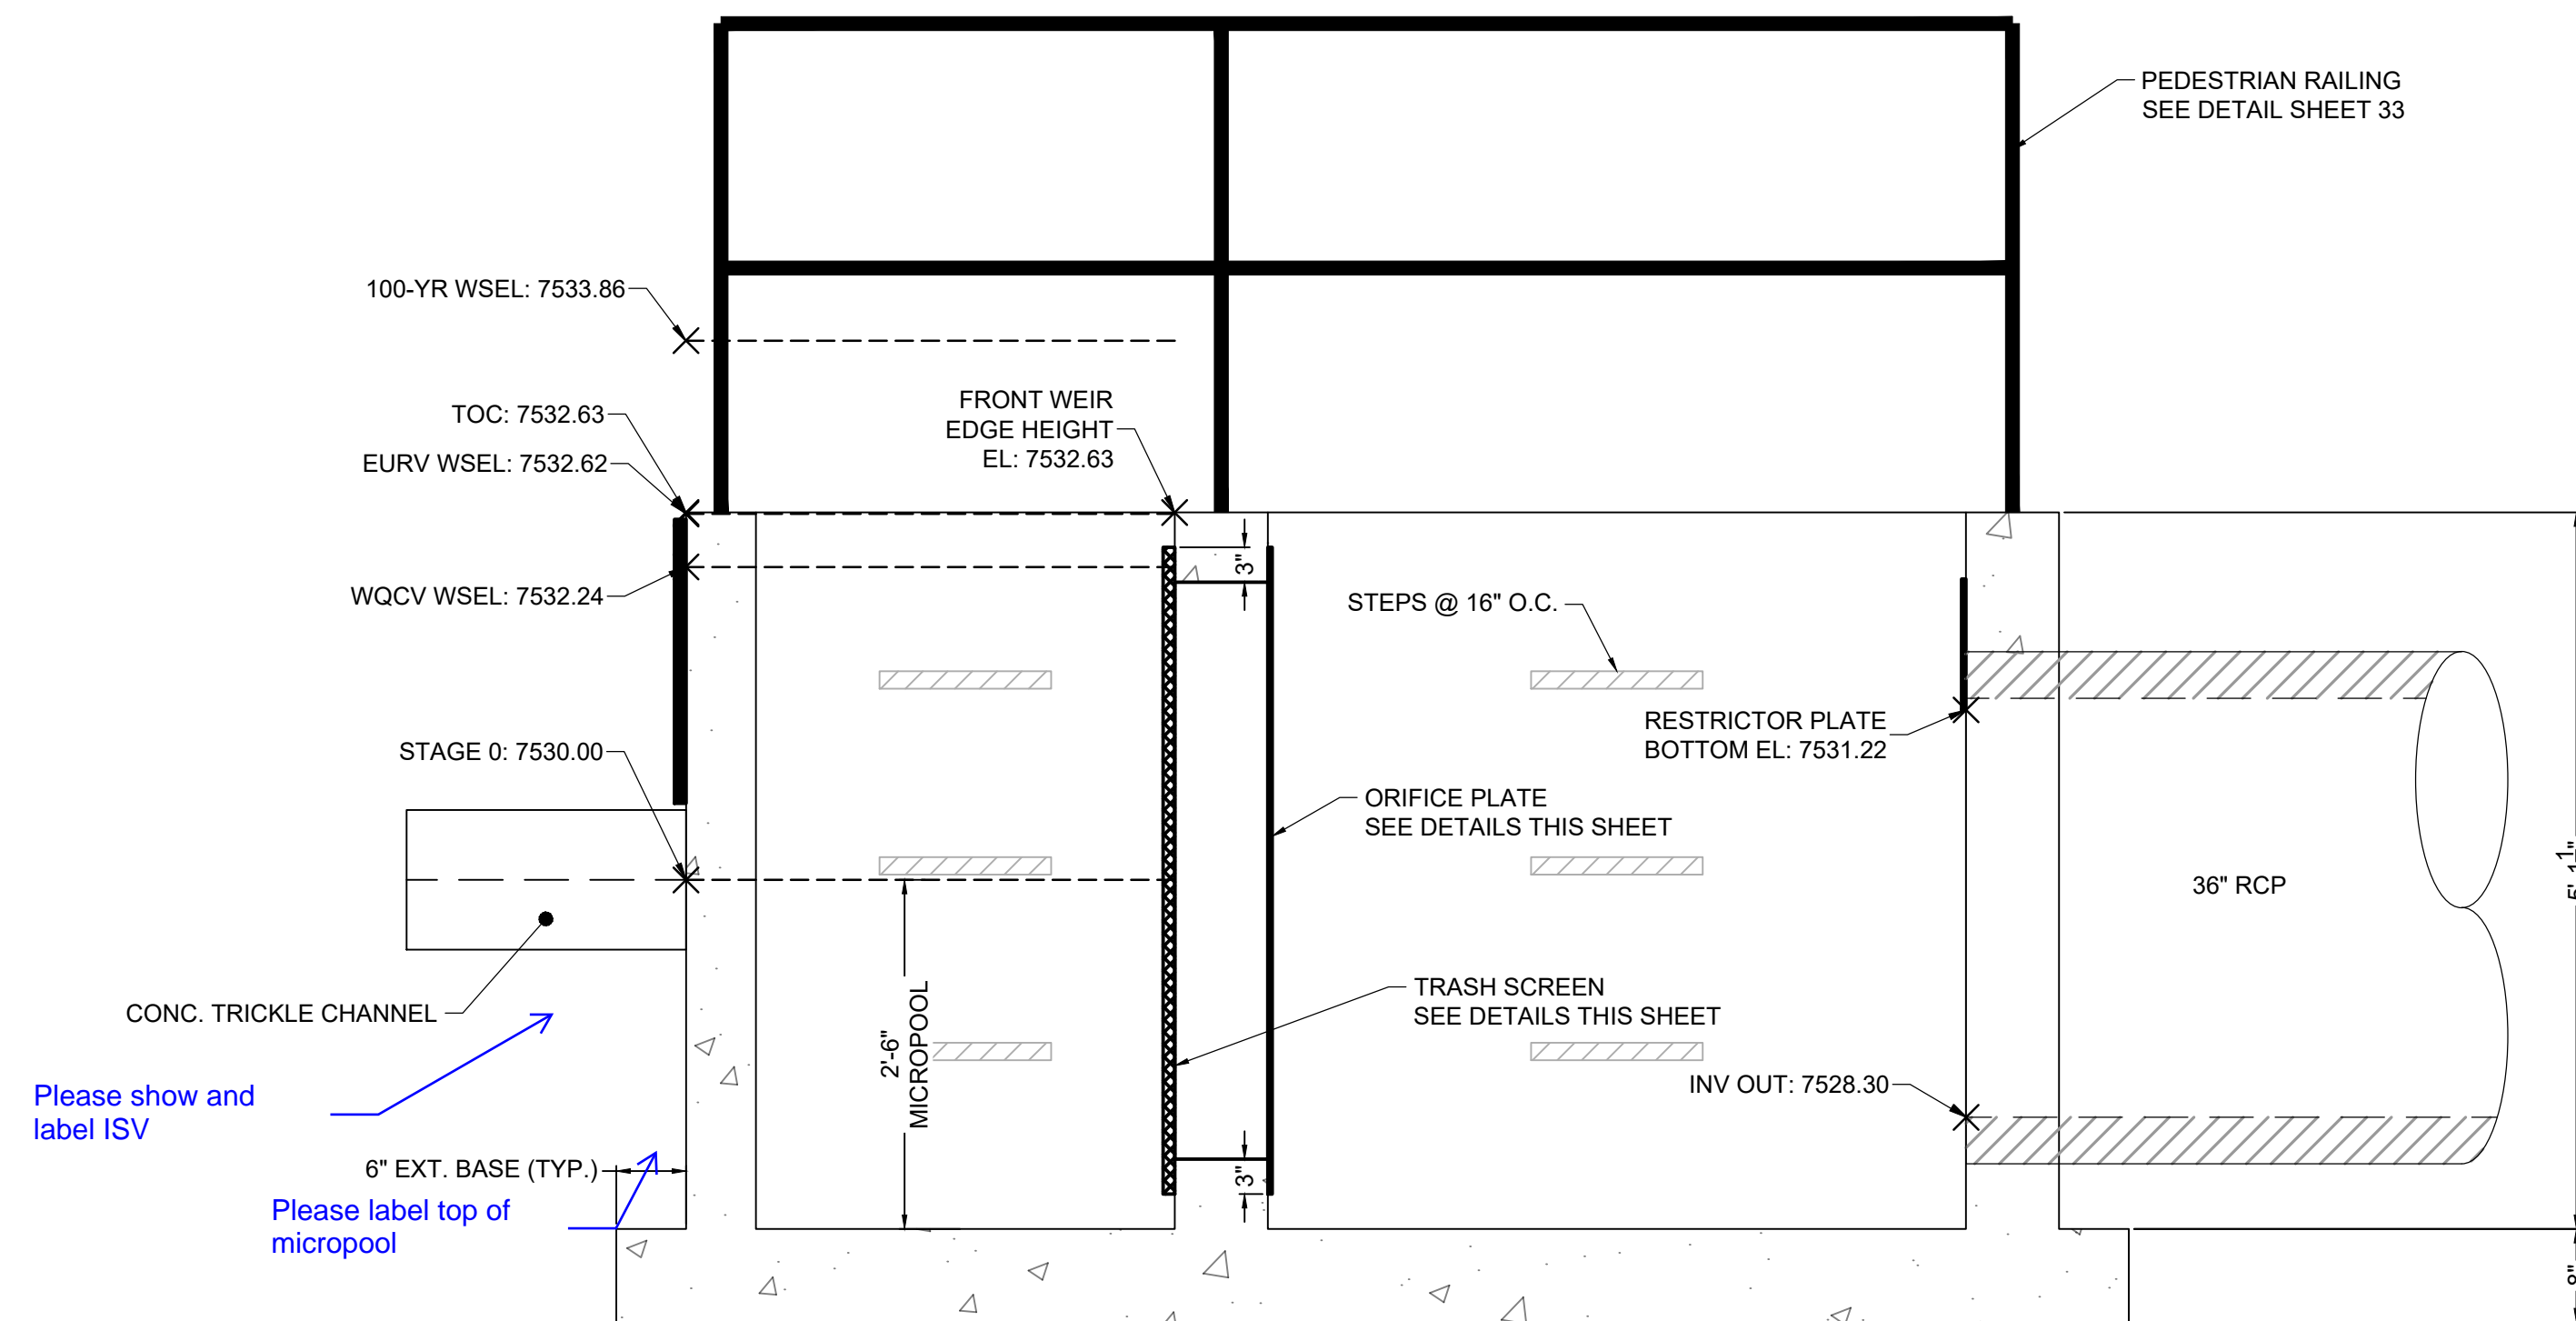 PEDESTRIAN RAILING
SEE DETAIL SHEET 33
100-YR WSEL: 7533.86
TOC: 7532.63
EURV WSEL: 7532.62
FRONT WEIR
EDGE HEIGHT
EL: 7532.63
WQCV WSEL: 7532.24
3"
STEPS @ 16" O.C.
STAGE 0: 7530.00
RESTRICTOR PLATE
BOTTOM EL: 7531.22
ORIFICE PLATE
SEE DETAILS THIS SHEET
36" RCP
CONC. TRICKLE CHANNEL
2'-6"
MICROPOOL
TRASH SCREEN
SEE DETAILS THIS SHEET
INV OUT: 7528.30
Please show and
label ISV
6" EXT. BASE (TYP.)
3"
Please label top of
micropool
8"